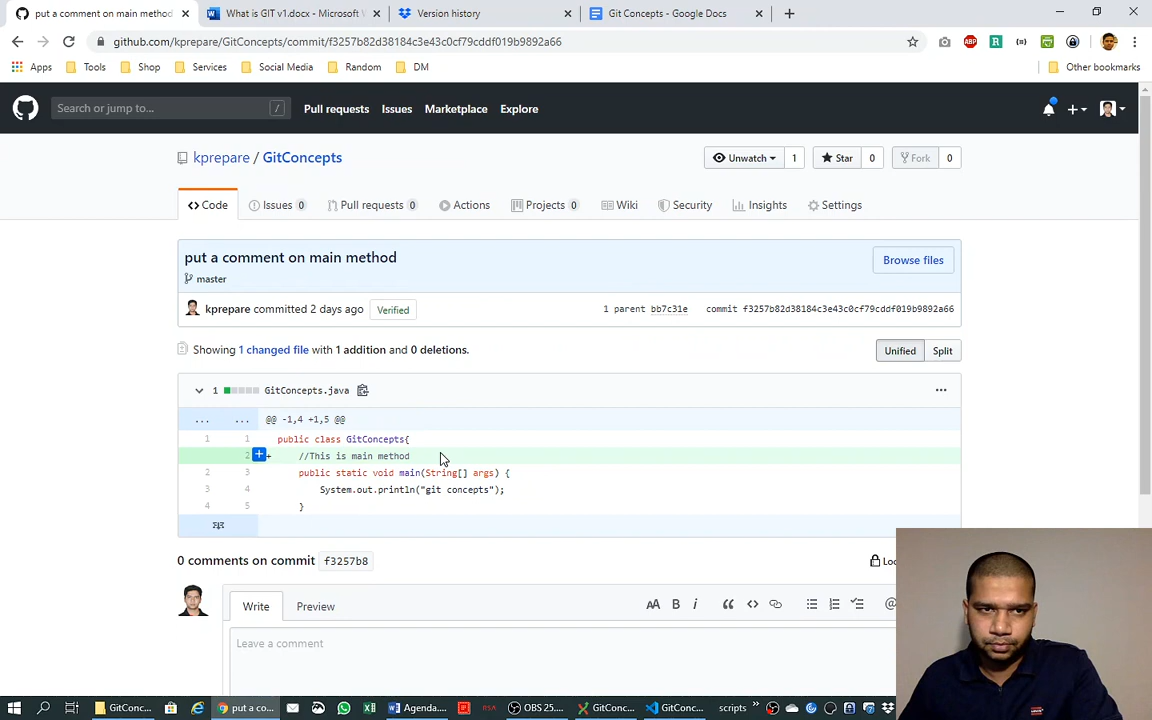 put a comment on main method
What is GIT v1.docx - Microsoft W
Version history
Git Concepts - Google Docs
github.com/kprepare/GitConcepts/commit/f3257b82d38184c3e43c0cf79cddf019b9892a66
Apps Tools Shop Services Social Media Random DM Other bookmarks
Search or jump to... / Pull requests Issues Marketplace Explore
kprepare / GitConcepts Unwatch 1 Star 0 Fork 0
Code Issues 0 Pull requests 0 Actions Projects 0 Wiki Security Insights Settings
put a comment on main method Browse files
master
kprepare committed 2 days ago Verified 1 parent bb7c31e commit f3257b82d38184c3e43c0cf79cddf019b9892a66
Showing 1 changed file with 1 addition and 0 deletions. Unified Split
1 GitConcepts.java ...
... ... @@ -1,4 +1,5 @@
1 1 public class GitConcepts{
2 + //This is main method
2 3 public static void main(String[] args) {
3 4 System.out.println("git concepts");
4 5 }
0 comments on commit f3257b8 Loc
Write Preview AA B i @
Leave a comment
GitConc... put a co... Agenda.... OBS 25.... GitConc... GitConc... scripts »